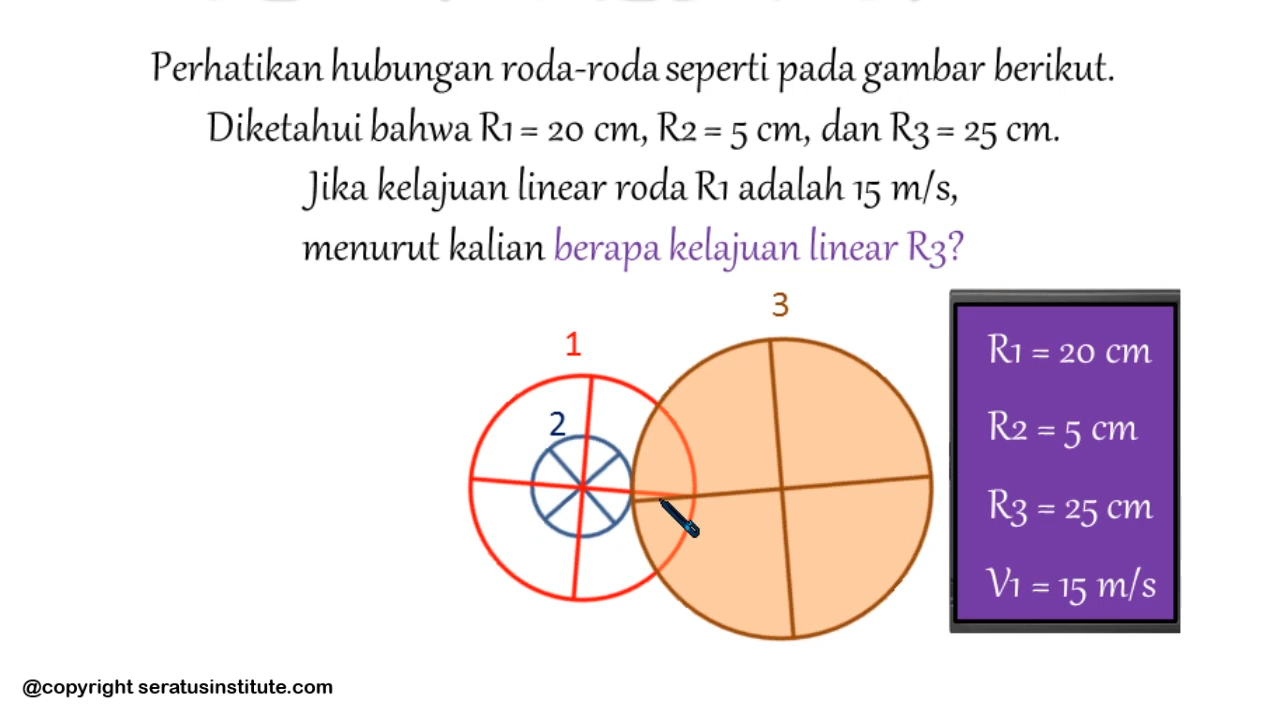 Perhatikan hubungan roda-roda seperti pada gambar berikut.
Diketahui bahwa R1 = 20 cm, R2 = 5 cm, dan R3 = 25 cm.
Jika kelajuan linear roda R1 adalah 15 m/s,
menurut kalian berapa kelajuan linear R3?
3
1
2
R1 = 20 cm
R2 = 5 cm
R3 = 25 cm
V1 = 15 m/s
@copyright seratusinstitute.com